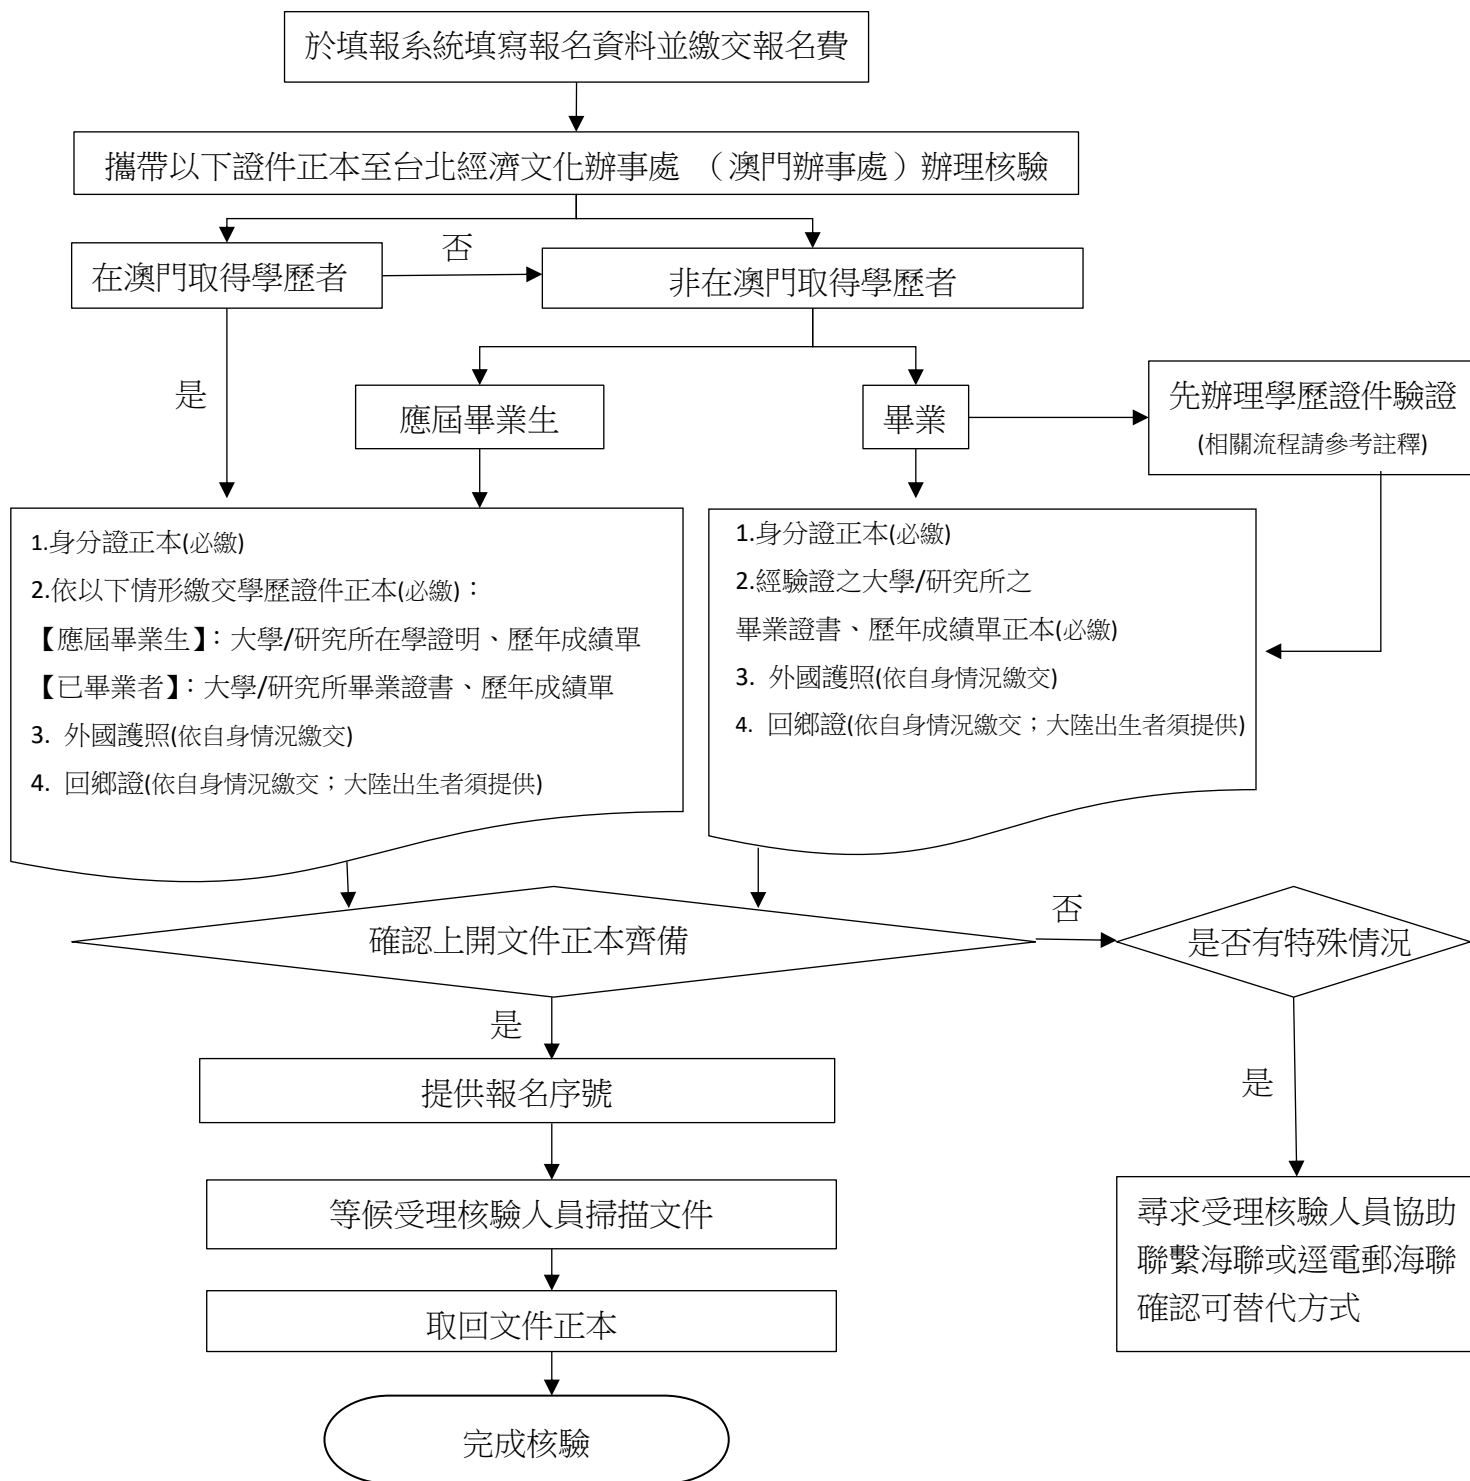 於填報系統填寫報名資料並繳交報名費
攜帶以下證件正本至台北經濟文化辦事處 （澳門辦事處）辦理核驗
在澳門取得學歷者
否
非在澳門取得學歷者
是
應屆畢業生
畢業
先辦理學歷證件驗證
(相關流程請參考註釋)
1.身分證正本(必繳)
2.依以下情形繳交學歷證件正本(必繳)：
【應屆畢業生】：大學/研究所在學證明、歷年成績單
【已畢業者】：大學/研究所畢業證書、歷年成績單
3. 外國護照(依自身情況繳交)
4. 回鄉證(依自身情況繳交；大陸出生者須提供)
1.身分證正本(必繳)
2.經驗證之大學/研究所之
畢業證書、歷年成績單正本(必繳)
3. 外國護照(依自身情況繳交)
4. 回鄉證(依自身情況繳交；大陸出生者須提供)
確認上開文件正本齊備
否
是否有特殊情況
是
提供報名序號
是
等候受理核驗人員掃描文件
尋求受理核驗人員協助
聯繫海聯或逕電郵海聯
確認可替代方式
取回文件正本
完成核驗